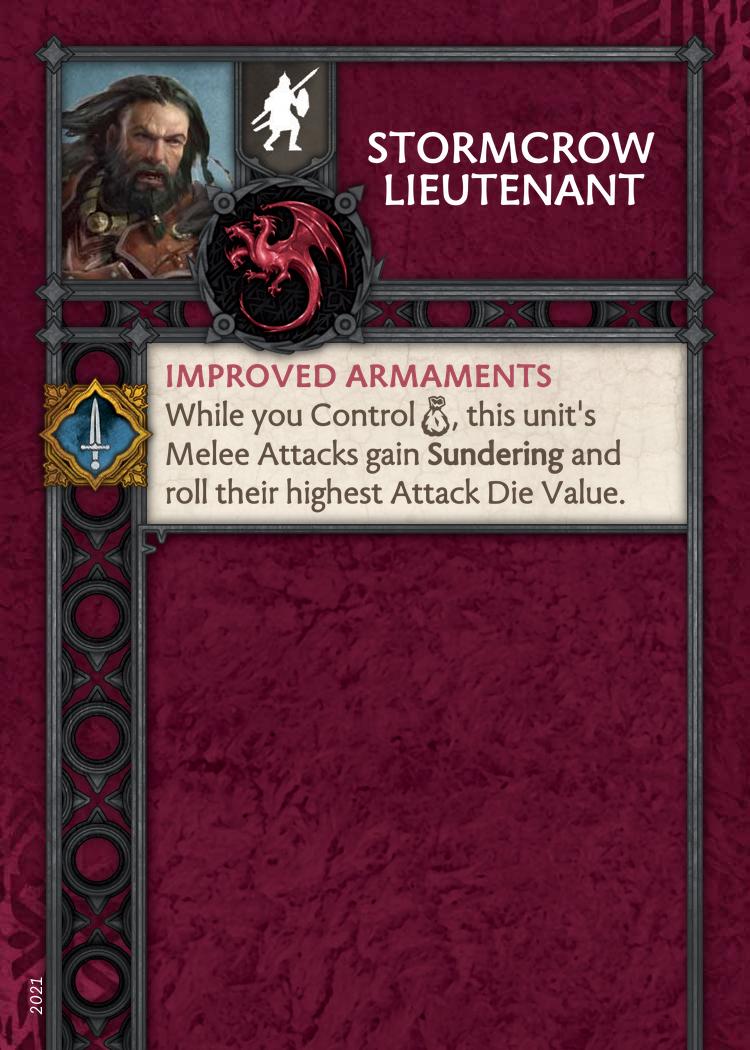 STORMCROW
LIEUTENANT
IMPROVED ARMAMENTS
While you Control , this unit's
Melee Attacks gain Sundering and
roll their highest Attack Die Value.
2021